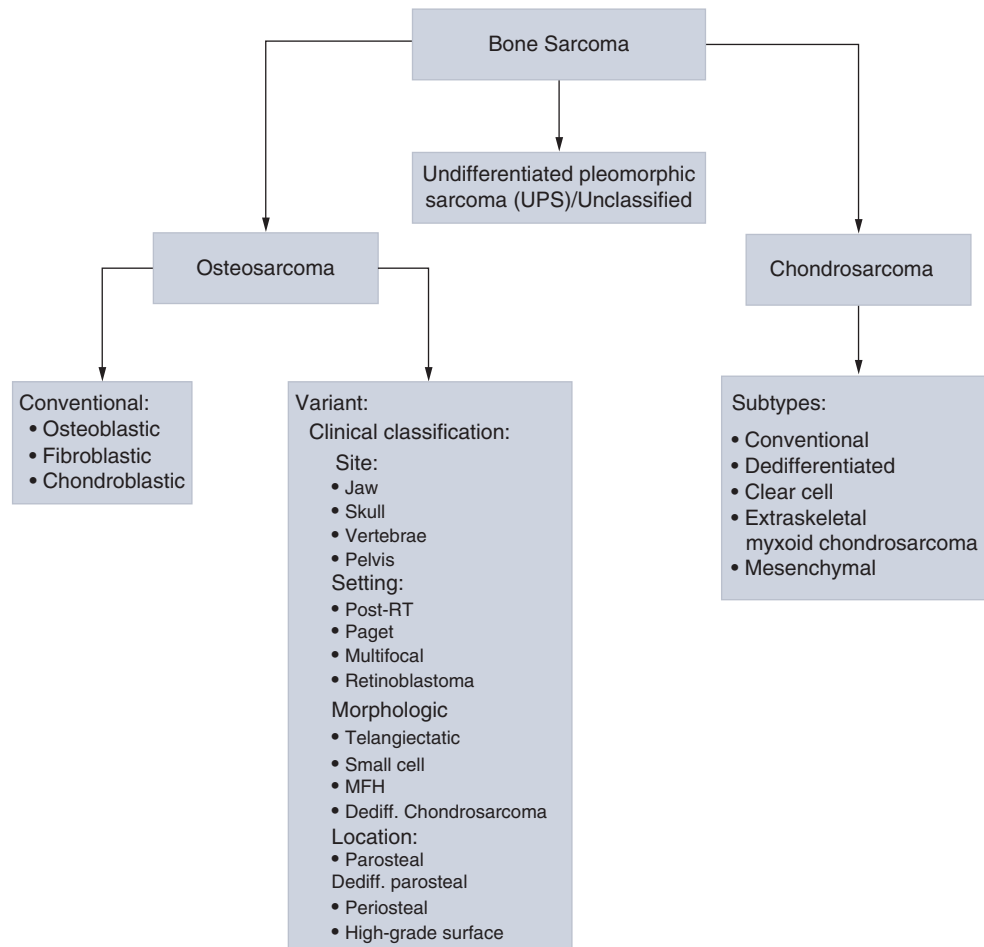 Bone Sarcoma
Undifferentiated pleomorphic
sarcoma (UPS)/Unclassified
Osteosarcoma
Chondrosarcoma
Conventional:
• Osteoblastic
• Fibroblastic
• Chondroblastic
Variant:
Clinical classification:
Site:
• Jaw
• Skull
• Vertebrae
• Pelvis
Setting:
• Post-RT
• Paget
• Multifocal
• Retinoblastoma
Morphologic
• Telangiectatic
• Small cell
• MFH
• Dediff. Chondrosarcoma
Location:
• Parosteal
Dediff. parosteal
• Periosteal
• High-grade surface
Subtypes:
• Conventional
• Dedifferentiated
• Clear cell
• Extraskeletal
myxoid chondrosarcoma
• Mesenchymal